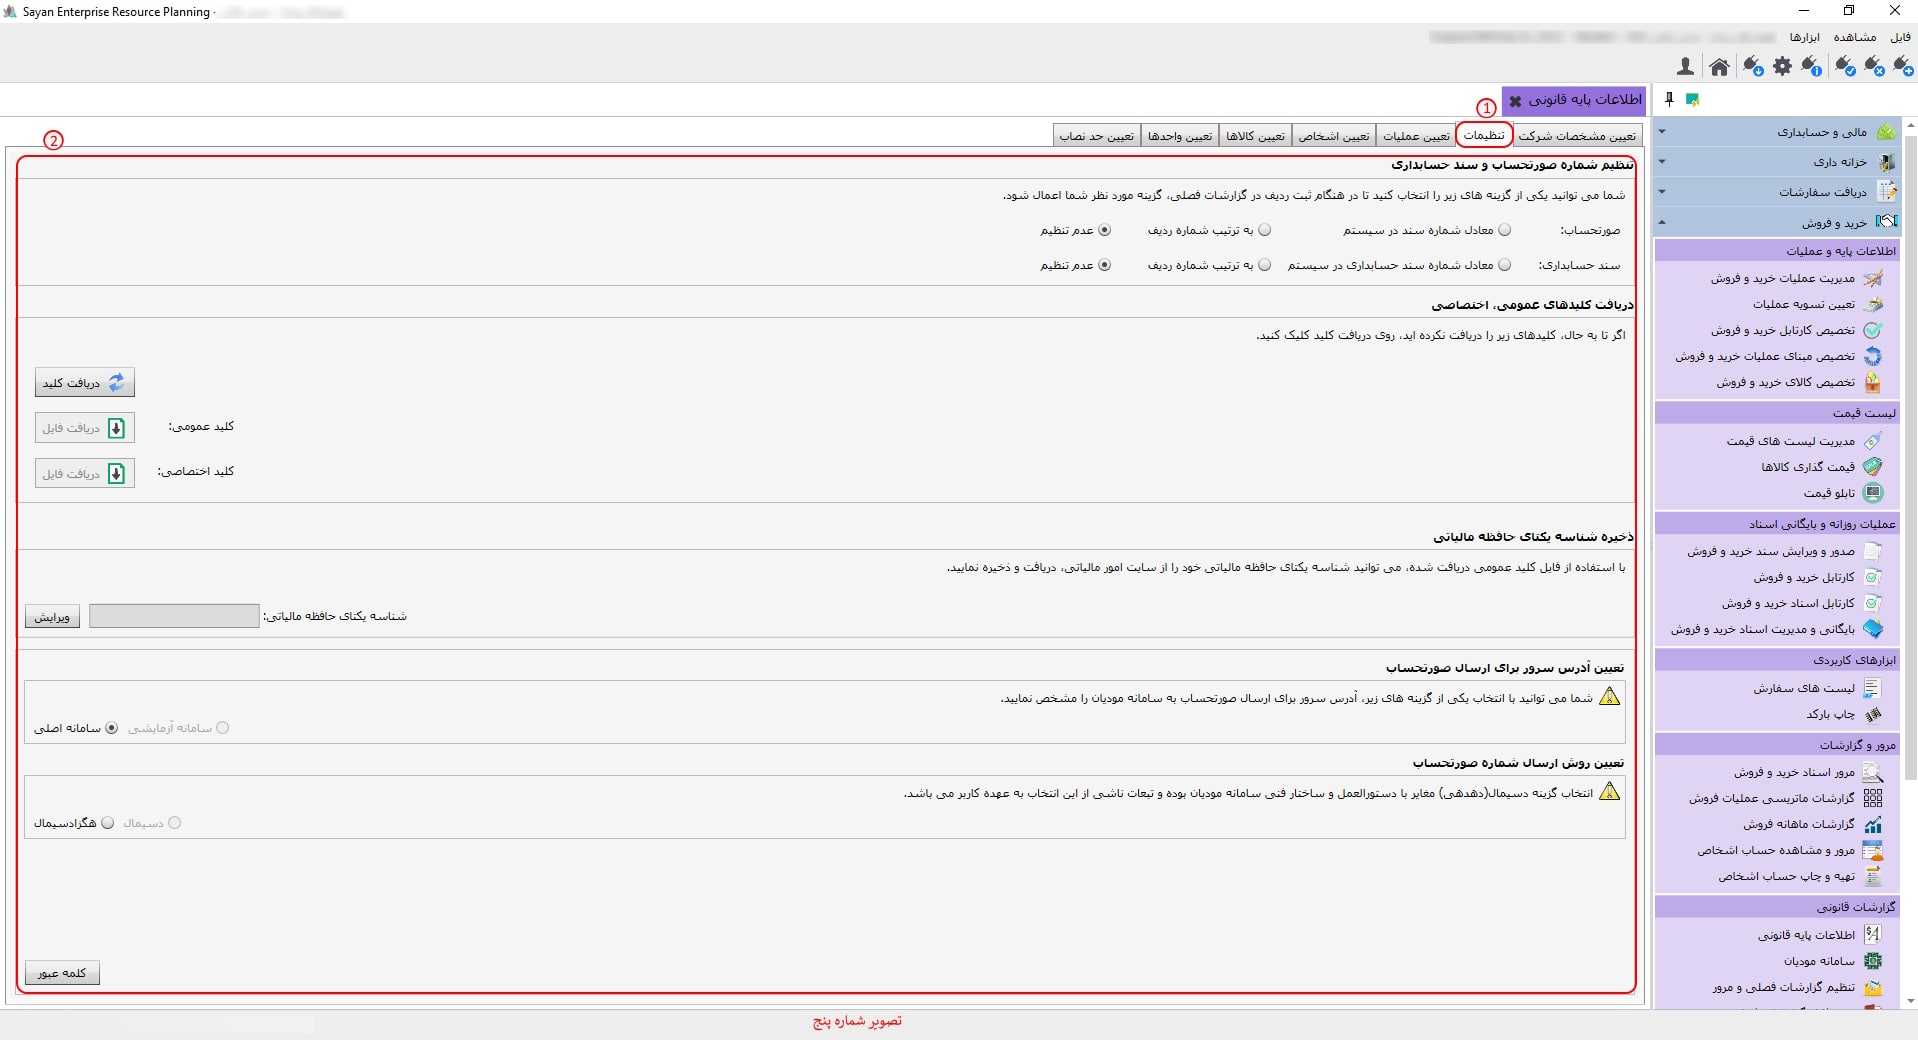 Sayan Enterprise Resource Planning -
فایل مشاهده ابزارها
اطلاعات پایه قانونی
1
تعیین مشخصات شرکت تنظیمات تعیین عملیات تعیین اشخاص تعیین کالاها تعیین واحدها تعیین حد نصاب
2
تنظیم شماره صورتحساب و سند حسابداری
شما می توانید یکی از گزینه های زیر را انتخاب کنید تا در هنگام ثبت ردیف در گزارشات فصلی، گزینه مورد نظر شما اعمال شود.
صورتحساب: معادل شماره سند در سیستم به ترتیب شماره ردیف عدم تنظیم
سند حسابداری: معادل شماره سند حسابداری در سیستم به ترتیب شماره ردیف عدم تنظیم
دریافت کلیدهای عمومی، اختصاصی
اگر تا به حال، کلیدهای زیر را دریافت نکرده اید، روی دریافت کلید کلیک کنید.
دریافت کلید
کلید عمومی: دریافت فایل
کلید اختصاصی: دریافت فایل
ذخیره شناسه یکتای حافظه مالیاتی
با استفاده از فایل کلید عمومی دریافت شده، می توانید شناسه یکتای حافظه مالیاتی خود را از سایت امور مالیاتی، دریافت و ذخیره نمایید.
شناسه یکتای حافظه مالیاتی: ویرایش
تعیین آدرس سرور برای ارسال صورتحساب
شما می توانید با انتخاب یکی از گزینه های زیر، آدرس سرور برای ارسال صورتحساب به سامانه مودیان را مشخص نمایید.
سامانه آزمایشی سامانه اصلی
تعیین روش ارسال شماره صورتحساب
انتخاب گزینه دسیمال(دهدهی) مغایر با دستورالعمل و ساختار فنی سامانه مودیان بوده و تبعات ناشی از این انتخاب به عهده کاربر می باشد.
دسیمال هگزادسیمال
کلمه عبور
مالی و حسابداری
خزانه داری
دریافت سفارشات
خرید و فروش
اطلاعات پایه و عملیات
مدیریت عملیات خرید و فروش
تعیین تسویه عملیات
تخصیص کارتابل خرید و فروش
تخصیص مبنای عملیات خرید و فروش
تخصیص کالای خرید و فروش
لیست قیمت
مدیریت لیست های قیمت
قیمت گذاری کالاها
تابلو قیمت
عملیات روزانه و بایگانی اسناد
صدور و ویرایش سند خرید و فروش
کارتابل خرید و فروش
کارتابل اسناد خرید و فروش
بایگانی و مدیریت اسناد خرید و فروش
ابزارهای کاربردی
لیست های سفارش
چاپ بارکد
مرور و گزارشات
مرور اسناد خرید و فروش
گزارشات ماتریسی عملیات فروش
گزارشات ماهانه فروش
مرور و مشاهده حساب اشخاص
تهیه و چاپ حساب اشخاص
گزارشات قانونی
اطلاعات پایه قانونی
سامانه مودیان
تنظیم گزارشات فصلی و مرور
تصویر شماره پنج